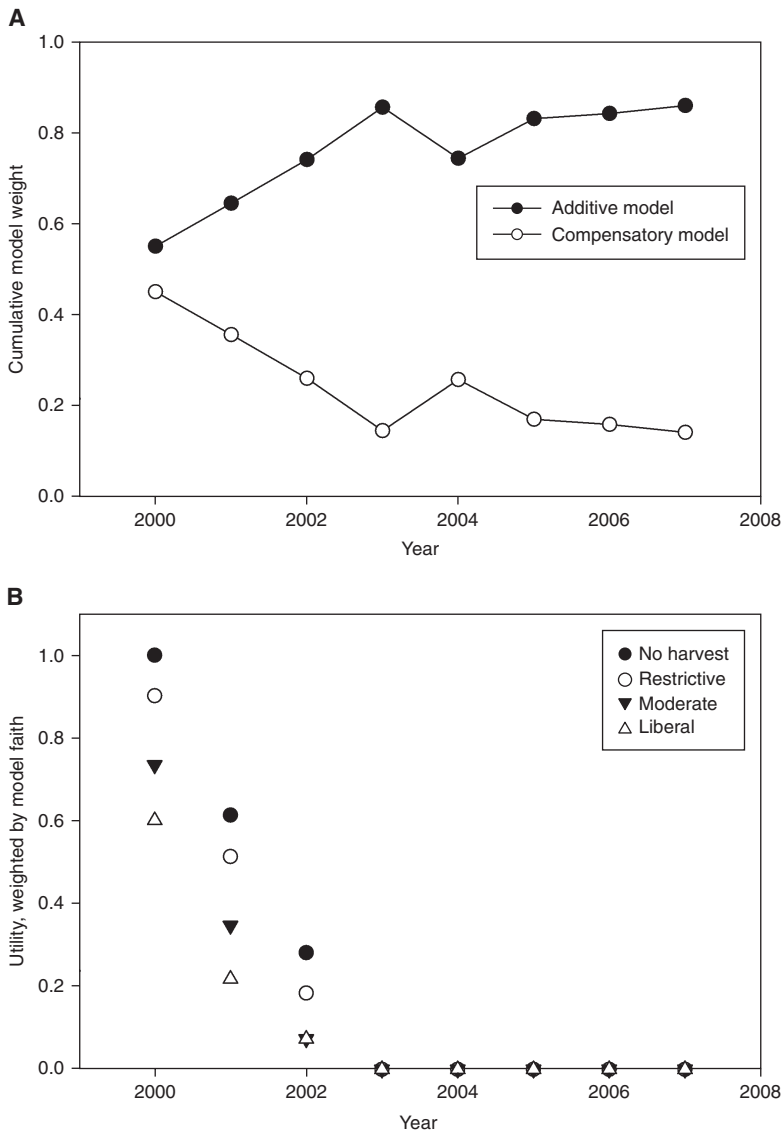 A
1.0
0.8
0.6
0.4
0.2
0.0
Cumulative model weight
Additive model
Compensatory model
2000 2002 2004 2006 2008
Year
B
1.0
0.8
0.6
0.4
0.2
0.0
Utility, weighted by model faith
No harvest
Restrictive
Moderate
Liberal
2000 2002 2004 2006 2008
Year